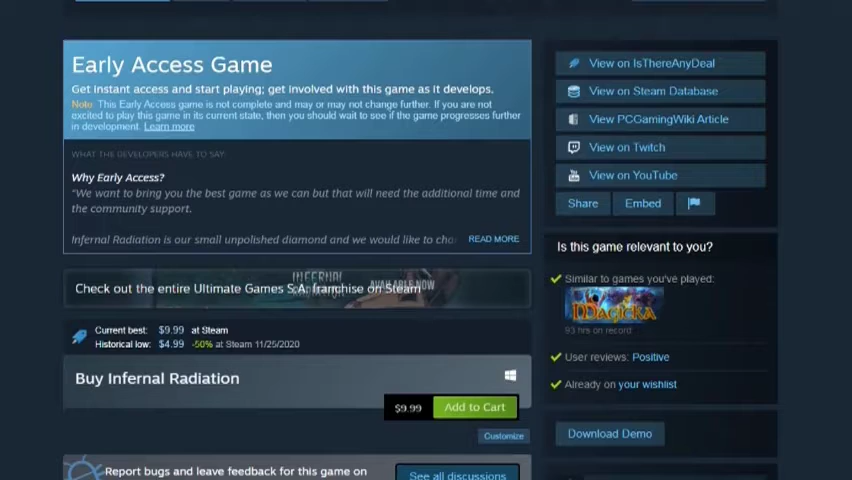 Early Access Game
Get instant access and start playing; get involved with this game as it develops.
Note: This Early Access game is not complete and may or may not change further. If you are not
excited to play this game in its current state, then you should wait to see if the game progresses further
in development. Learn more
WHAT THE DEVELOPERS HAVE TO SAY:
Why Early Access?
“We want to bring you the best game as we can but that will need the additional time and
the community support.
Infernal Radiation is our small unpolished diamond and we would like to cha
READ MORE
INFERNAL
RADIATION
AVAILABLE NOW
Check out the entire Ultimate Games S.A. franchise on Steam
Current best: $9.99 at Steam
Historical low: $4.99 -50% at Steam 11/25/2020
Buy Infernal Radiation
$9.99 Add to Cart
Customize
Report bugs and leave feedback for this game on
See all discussions
View on IsThereAnyDeal
View on Steam Database
View PCGamingWiki Article
View on Twitch
View on YouTube
Share Embed
Is this game relevant to you?
Similar to games you've played:
MAGICKA
93 hrs on record
User reviews: Positive
Already on your wishlist
Download Demo